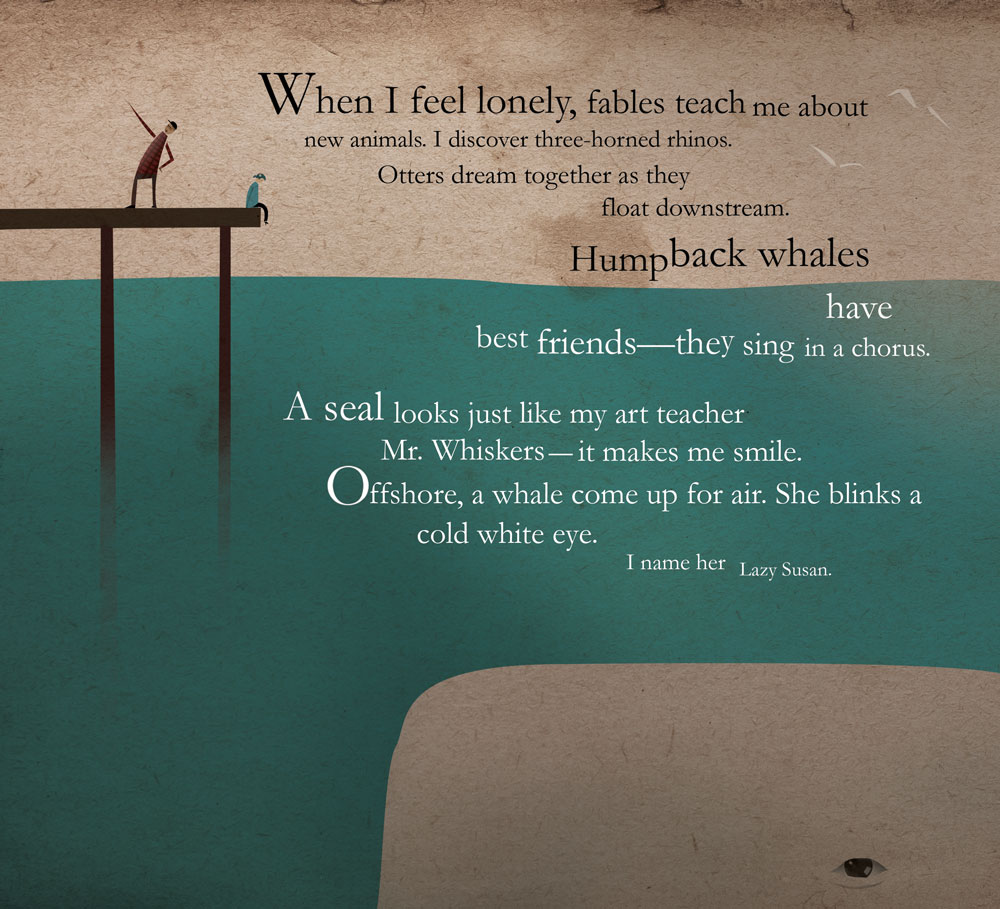 When I feel lonely, fables teach me about
new animals. I discover three-horned rhinos.
Otters dream together as they
float downstream.
Humpback whales
have
best friends—they sing in a chorus.
A seal looks just like my art teacher
Mr. Whiskers—it makes me smile.
Offshore, a whale come up for air. She blinks a
cold white eye.
I name her Lazy Susan.